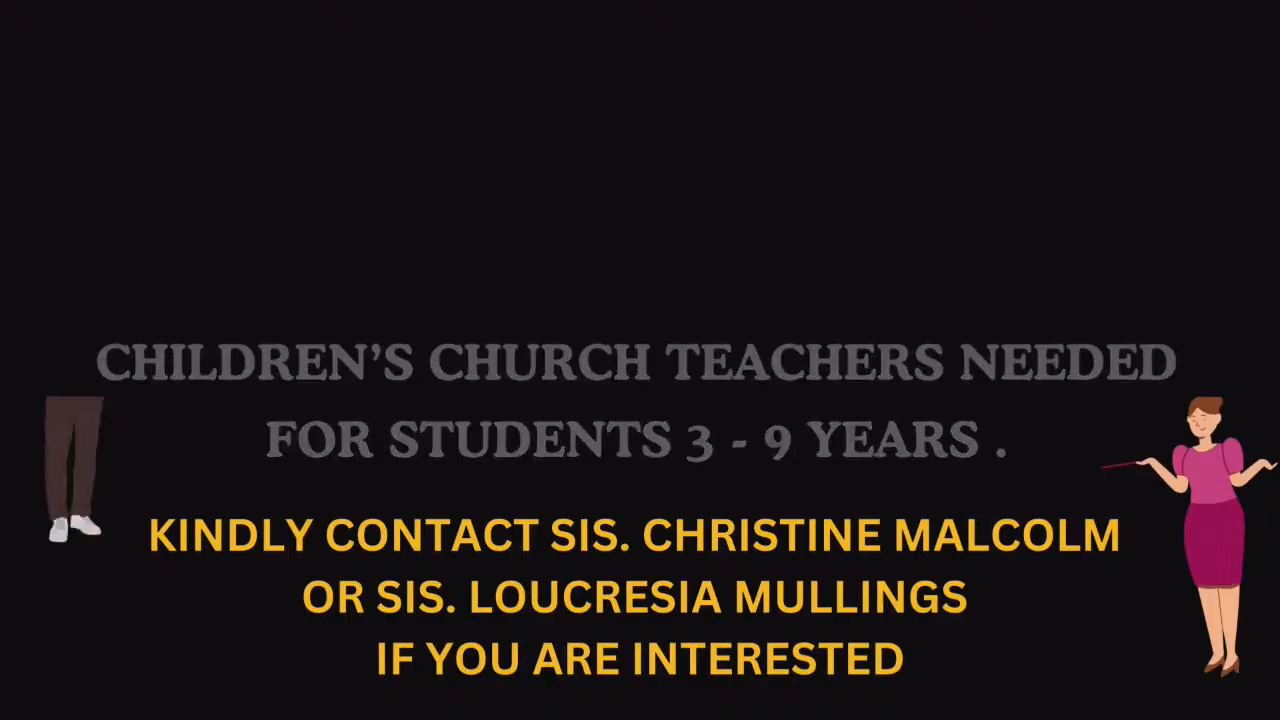 CHILDREN’S CHURCH TEACHERS NEEDED
FOR STUDENTS 3 - 9 YEARS .
KINDLY CONTACT SIS. CHRISTINE MALCOLM
OR SIS. LOUCRESIA MULLINGS
IF YOU ARE INTERESTED